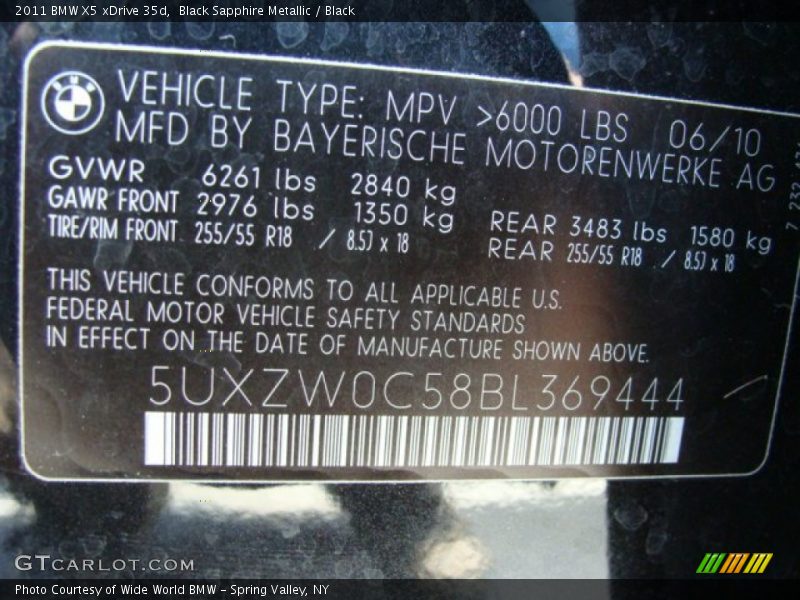 2011 BMW X5 xDrive 35d,  Black Sapphire Metallic / Black
VEHICLE TYPE: MPV >6000 LBS 06/10
MFD BY BAYERISCHE MOTORENWERKE AG
GVWR 6261 lbs 2840 kg
GAWR FRONT 2976 lbs 1350 kg REAR 3483 lbs 1580 kg
TIRE/RIM FRONT 255/55 R18 / 8.5J x 18 REAR 255/55 R18 / 8.5J x 18
THIS VEHICLE CONFORMS TO ALL APPLICABLE U.S.
FEDERAL MOTOR VEHICLE SAFETY STANDARDS
IN EFFECT ON THE DATE OF MANUFACTURE SHOWN ABOVE.
5UXZW0C58BL369444
7 232
GTCARLOT.COM
Photo Courtesy of Wide World BMW - Spring Valley, NY